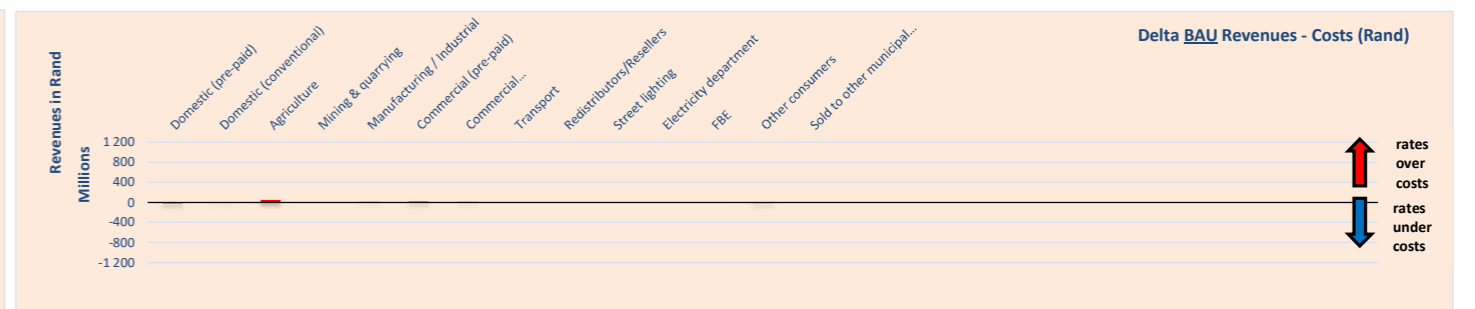 Delta BAU Revenues - Costs (Rand)
Revenues in Rand
Millions
Domestic (pre-paid)
Domestic (conventional)
Agriculture
Mining & quarrying
Manufacturing / Industrial
Commercial (pre-paid)
Commercial...
Transport
Redistributors/Resellers
Street lighting
Electricity department
FBE
Other consumers
Sold to other municipal...
1 200
800
400
0
-400
-800
-1 200
rates
over
costs
rates
under
costs